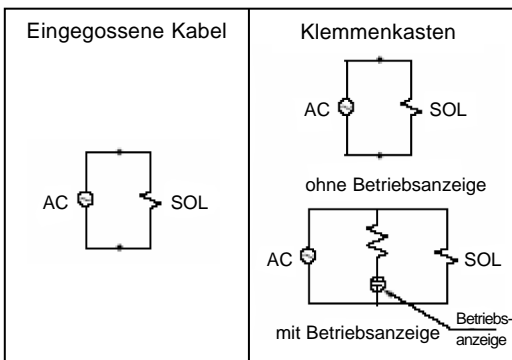 Eingegossene Kabel
AC
SOL
Klemmenkasten
AC
SOL
ohne Betriebsanzeige
AC
SOL
Betriebs-
anzeige
mit Betriebsanzeige